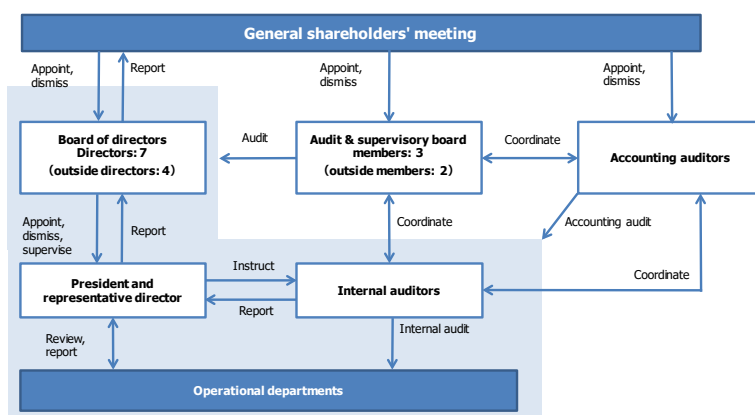 General shareholders' meeting
Appoint,
dismiss
Report
Appoint,
dismiss
Appoint,
dismiss
Board of directors
Directors: 7
(outside directors: 4)
Audit
Audit & supervisory board
members: 3
(outside members: 2)
Coordinate
Accounting auditors
Appoint,
dismiss,
supervise
Report
Coordinate
Accounting audit
President and
representative director
Instruct
Report
Internal auditors
Coordinate
Review,
report
Internal audit
Operational departments